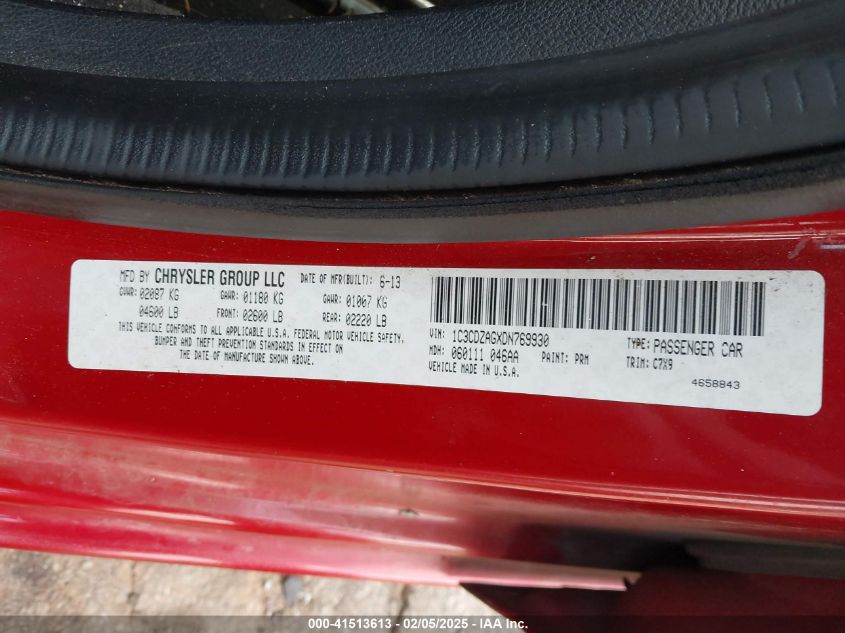 MFD BY CHRYSLER GROUP LLC DATE OF MFR(BUILT): 6-13
GVWR: 02087 KG GAWR: 01180 KG GAWR: 01007 KG
04600 LB FRONT: 02600 LB REAR: 02220 LB
THIS VEHICLE CONFORMS TO ALL APPLICABLE U.S.A. FEDERAL MOTOR VEHICLE SAFETY,
BUMPER AND THEFT PREVENTION STANDARDS IN EFFECT ON
THE DATE OF MANUFACTURE SHOWN ABOVE.
VIN: 1C3CDZAGXDN769930 TYPE: PASSENGER CAR
MDH: 060111 046AA PAINT: PRM TRIM: C7X9
VEHICLE MADE IN U.S.A.
4658843
000-41513613 - 02/05/2025 - IAA Inc.